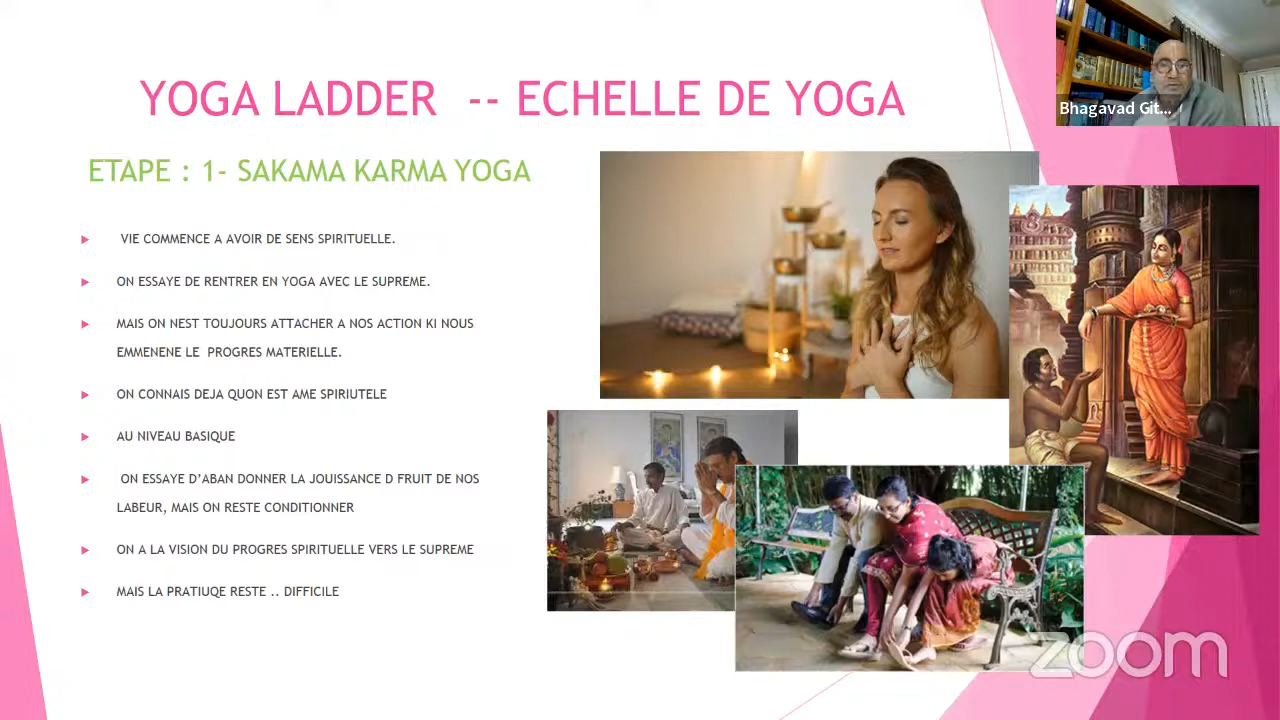 YOGA LADDER -- ECHELLE DE YOGA
Bhagavad Git...
ETAPE : 1- SAKAMA KARMA YOGA
VIE COMMENCE A AVOIR DE SENS SPIRITUELLE.
ON ESSAYE DE RENTRER EN YOGA AVEC LE SUPREME.
MAIS ON NEST TOUJOURS ATTACHER A NOS ACTION KI NOUS
EMMENENE LE PROGRES MATERIELLE.
ON CONNAIS DEJA QUON EST AME SPIRIUTELE
AU NIVEAU BASIQUE
ON ESSAYE D’ABAN DONNER LA JOUISSANCE D FRUIT DE NOS
LABEUR, MAIS ON RESTE CONDITIONNER
ON A LA VISION DU PROGRES SPIRITUELLE VERS LE SUPREME
MAIS LA PRATIUQE RESTE .. DIFFICILE
zoom